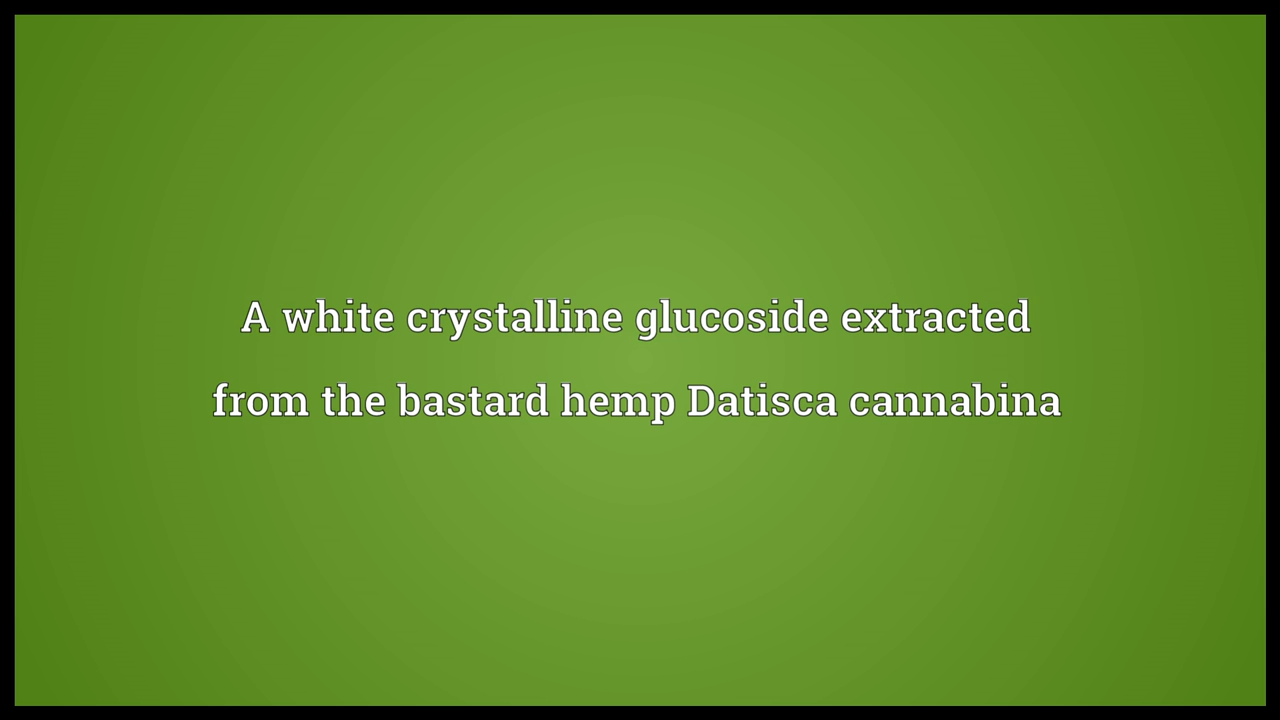 A white crystalline glucoside extracted
from the bastard hemp Datisca cannabina